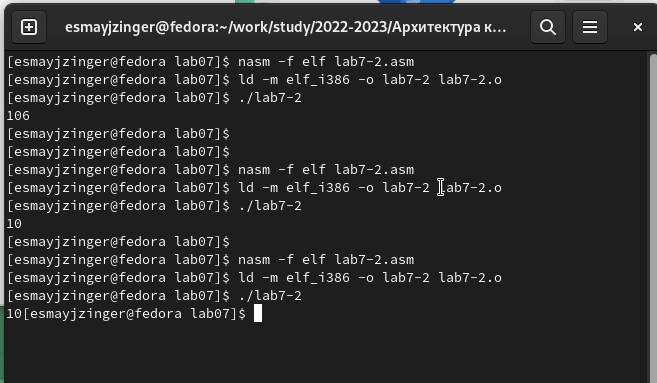 esmayjzinger@fedora:~/work/study/2022-2023/Архитектура к...
[esmayjzinger@fedora lab07]$ nasm -f elf lab7-2.asm
[esmayjzinger@fedora lab07]$ ld -m elf_i386 -o lab7-2 lab7-2.o
[esmayjzinger@fedora lab07]$ ./lab7-2
106
[esmayjzinger@fedora lab07]$
[esmayjzinger@fedora lab07]$
[esmayjzinger@fedora lab07]$ nasm -f elf lab7-2.asm
[esmayjzinger@fedora lab07]$ ld -m elf_i386 -o lab7-2 lab7-2.o
[esmayjzinger@fedora lab07]$ ./lab7-2
10
[esmayjzinger@fedora lab07]$
[esmayjzinger@fedora lab07]$ nasm -f elf lab7-2.asm
[esmayjzinger@fedora lab07]$ ld -m elf_i386 -o lab7-2 lab7-2.o
[esmayjzinger@fedora lab07]$ ./lab7-2
10[esmayjzinger@fedora lab07]$